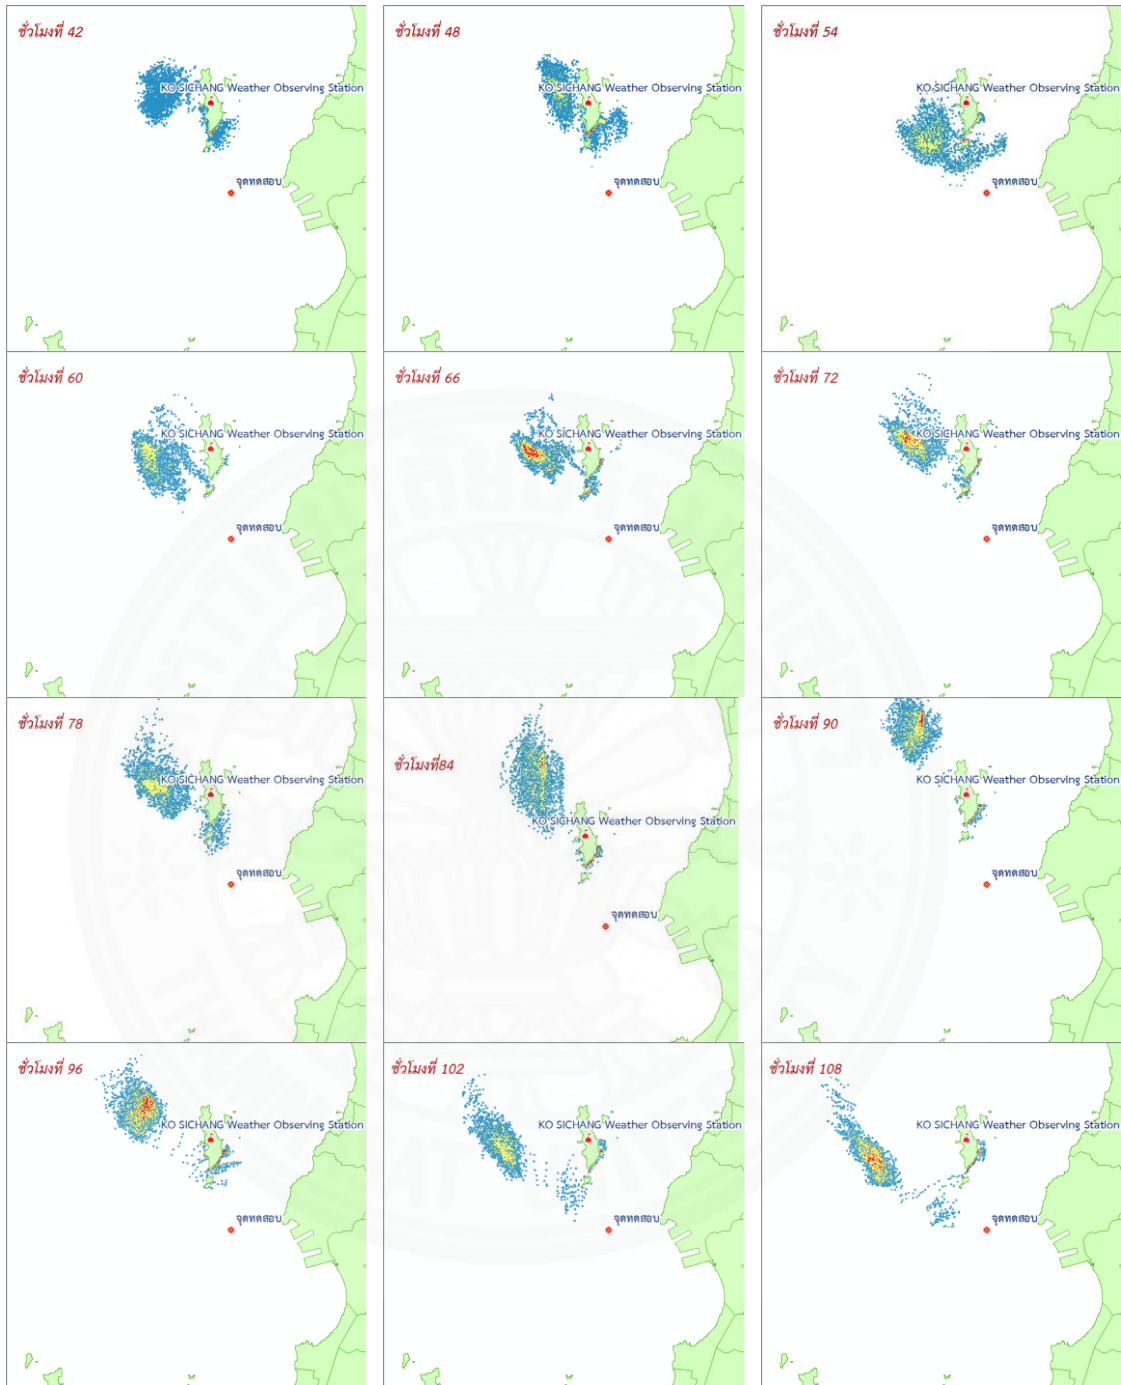 ชั่วโมงที่ 42
KO SICHANG Weather Observing Station
จุดทดสอบ
ชั่วโมงที่ 48
KO SICHANG Weather Observing Station
จุดทดสอบ
ชั่วโมงที่ 54
KO SICHANG Weather Observing Station
จุดทดสอบ
ชั่วโมงที่ 60
KO SICHANG Weather Observing Station
จุดทดสอบ
ชั่วโมงที่ 66
KO SICHANG Weather Observing Station
จุดทดสอบ
ชั่วโมงที่ 72
KO SICHANG Weather Observing Station
จุดทดสอบ
ชั่วโมงที่ 78
KO SICHANG Weather Observing Station
จุดทดสอบ
ชั่วโมงที่84
KO SICHANG Weather Observing Station
จุดทดสอบ
ชั่วโมงที่ 90
KO SICHANG Weather Observing Station
จุดทดสอบ
ชั่วโมงที่ 96
KO SICHANG Weather Observing Station
จุดทดสอบ
ชั่วโมงที่ 102
KO SICHANG Weather Observing Station
จุดทดสอบ
ชั่วโมงที่ 108
KO SICHANG Weather Observing Station
จุดทดสอบ